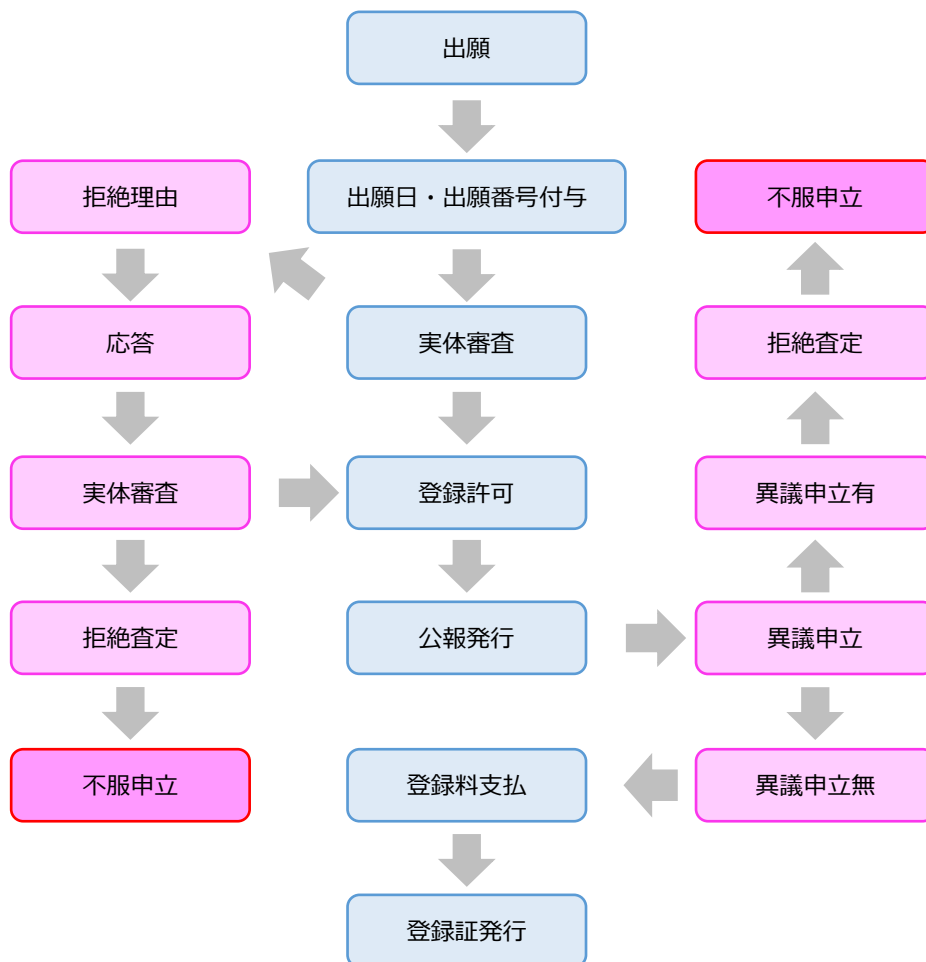 出願
拒絶理由
出願日・出願番号付与
不服申立
応答
実体審査
拒絶査定
実体審査
登録許可
異議申立有
拒絶査定
公報発行
異議申立
不服申立
登録料支払
異議申立無
登録証発行